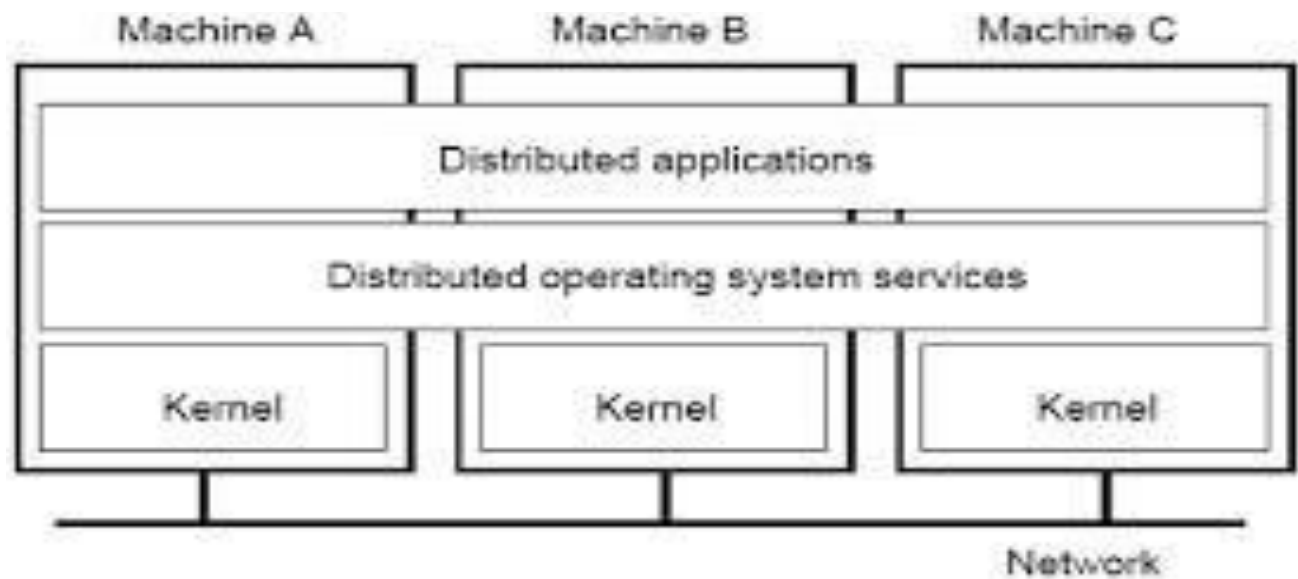 Machine A
Machine B
Machine C
Distributed applications
Distributed operating system services
Kernel
Kernel
Kernel
Network